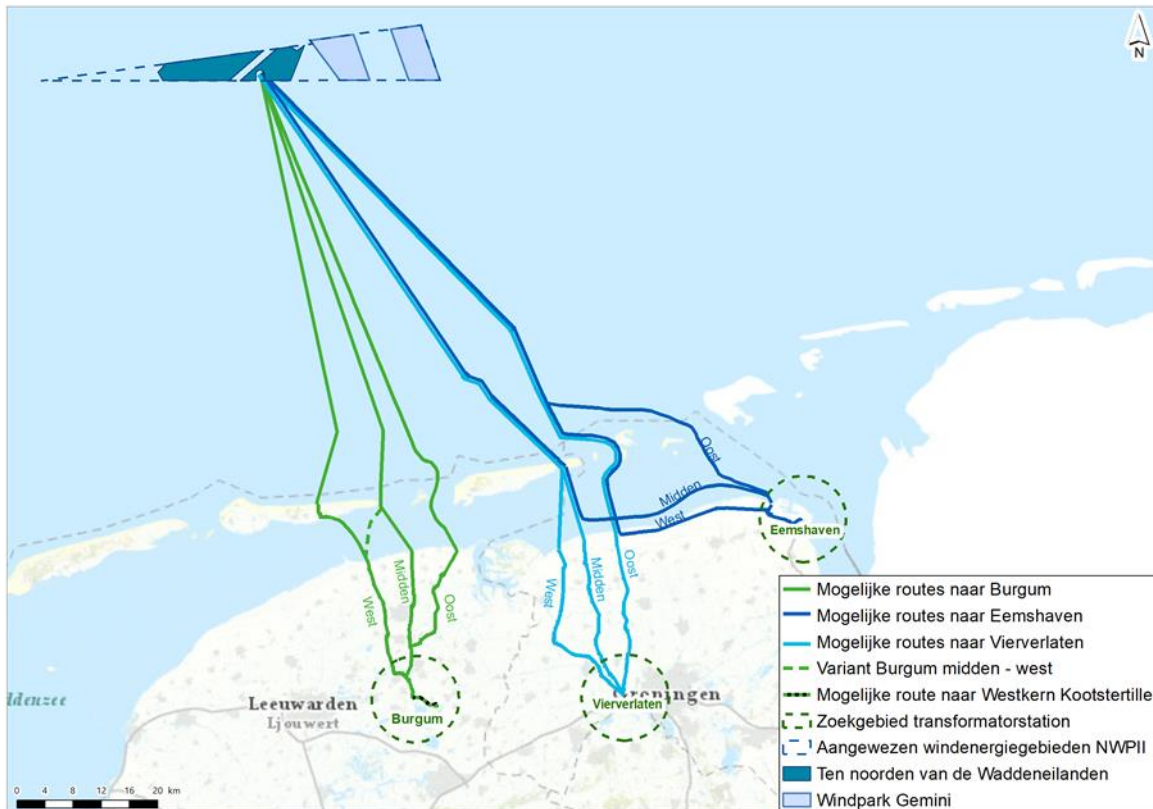 N
Oost
Midden
West
Eemshaven
West
Midden
Oost
West
Midden
Oost
Leeuwarden
Ljouwert
Burgum
Vierverlaten
Mogelijke routes naar Burgum
Mogelijke routes naar Eemshaven
Mogelijke routes naar Vierverlaten
Variant Burgum midden - west
Mogelijke route naar Westkern Kootstertille
Zoekgebied transformatorstation
Aangewezen windenergiegebieden NWPII
Ten noorden van de Waddeneilanden
Windpark Gemini
0 4 8 12 16 20 km